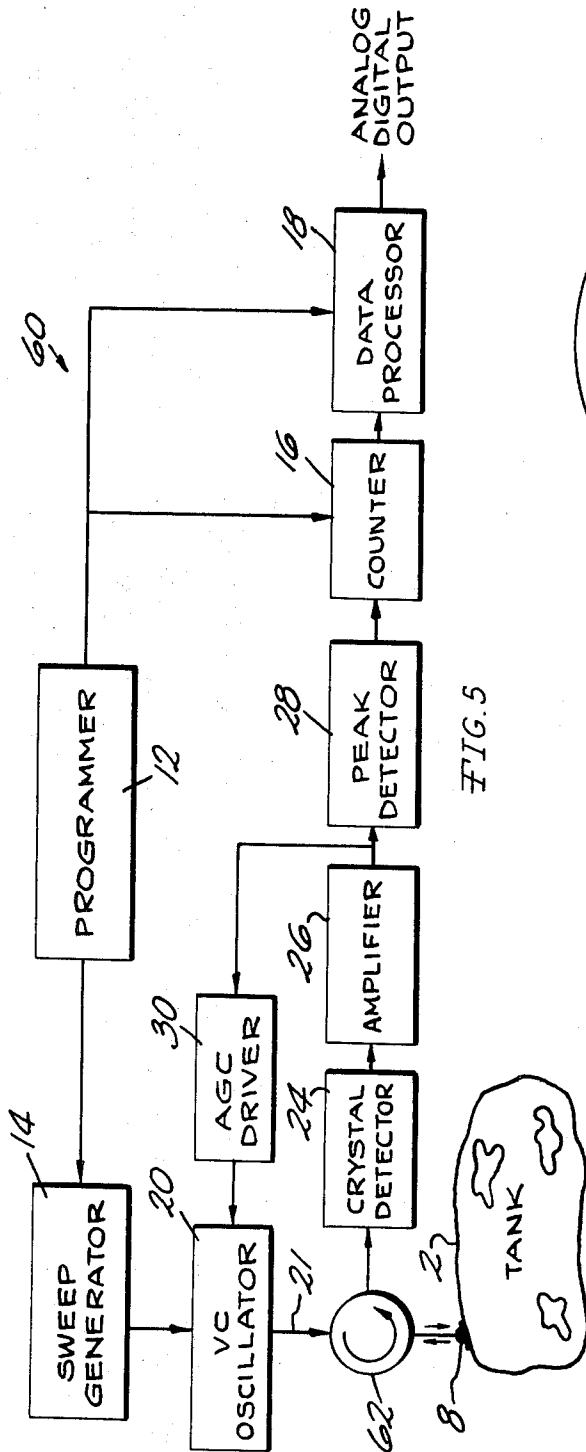 60
PROGRAMMER
12
14
SWEEP
GENERATOR
30
AGC
DRIVER
20
VC
OSCILLATOR
21
62
8
2
TANK
24
CRYSTAL
DETECTOR
26
AMPLIFIER
28
PEAK
DETECTOR
16
COUNTER
18
DATA
PROCESSOR
ANALOG
DIGITAL
OUTPUT
FIG. 5